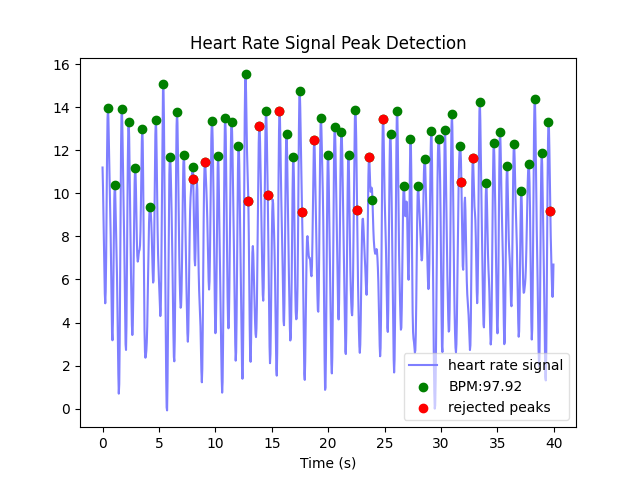 Heart Rate Signal Peak Detection
16
14
12
10
8
6
4
2
0
heart rate signal
BPM:97.92
rejected peaks
0 5 10 15 20 25 30 35 40
Time (s)